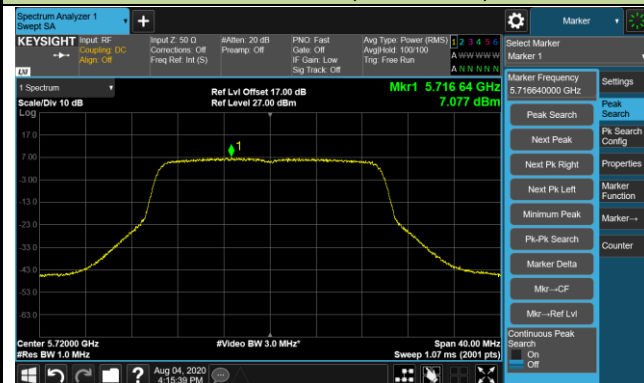 Spectrum Analyzer 1
Swept SA
Marker
KEYSIGHT
Input: RF
Coupling: DC
Align: Off
Input Z: 50 Ω
Corrections: Off
Freq Ref: Int (S)
#Atten: 20 dB
Preamp: Off
PNO: Fast
Gate: Off
IF Gain: Low
Sig Track: Off
Avg Type: Power (RMS)
Avg|Hold: 100/100
Trig: Free Run
1 2 3 4 5 6
A W W W W W
A N N N N N
LXI
Select Marker
Marker 1
1 Spectrum
Scale/Div 10 dB
Log
Ref Lvl Offset 17.00 dB
Ref Level 27.00 dBm
Mkr1 5.716 64 GHz
7.077 dBm
17.0
7.00
-3.00
-13.0
-23.0
-33.0
-43.0
-53.0
-63.0
1
Center 5.72000 GHz
#Res BW 1.0 MHz
#Video BW 3.0 MHz*
Span 40.00 MHz
Sweep 1.07 ms (2001 pts)
Marker Frequency
5.716640000 GHz
Peak Search
Next Peak
Next Pk Right
Next Pk Left
Minimum Peak
Pk-Pk Search
Marker Delta
Mkr→CF
Mkr→Ref Lvl
Continuous Peak
Search
On
Off
Settings
Peak
Search
Pk Search
Config
Properties
Marker
Function
Marker→
Counter
?
Aug 04, 2020
4:15:39 PM